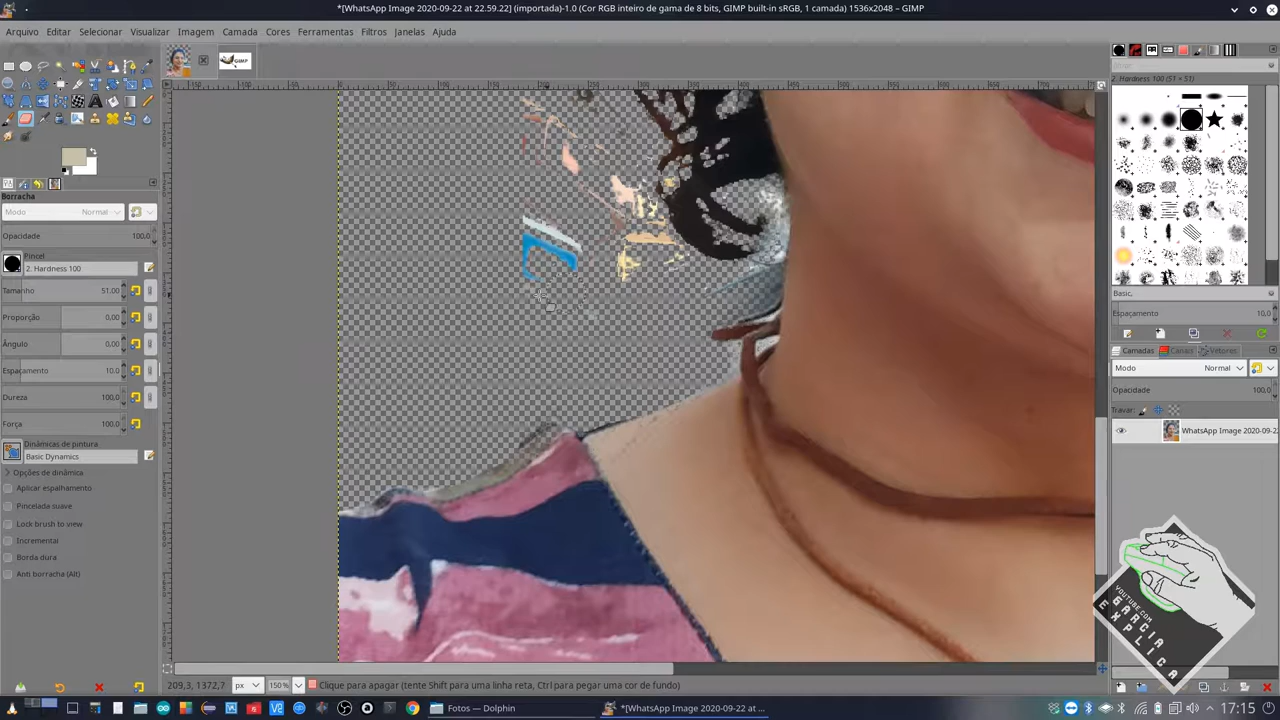 *[WhatsApp Image 2020-09-22 at 22.59.22] (importada)-1.0 (Cor RGB inteiro de gama de 8 bits, GIMP built-in sRGB, 1 camada) 1536x2048 – GIMP
Arquivo Editar Selecionar Visualizar Imagem Camada Cores Ferramentas Filtros Janelas Ajuda
GIMP
2. Hardness 100 (51 × 51)
Borracha
Modo Normal
Opacidade 100,0
Pincel
2. Hardness 100
Tamanho 51,00
Proporção 0,00
Ângulo 0,00
Espaçamento 10,0
Dureza 100,0
Força 100,0
Dinâmicas de pintura
Basic Dynamics
Opções de dinâmica
Aplicar espalhamento
Pincelada suave
Lock brush to view
Incremental
Borda dura
Anti borracha (Alt)
Basic,
Espaçamento 10,0
Camadas Canais Vetores
Modo Normal
Opacidade 100,0
Travar:
WhatsApp Image 2020-09-22
YOUTUBE.COM/
GARCIA
EXPLICA
209,3, 1372,7 px 150 % Clique para apagar (tente Shift para uma linha reta, Ctrl para pegar uma cor de fundo)
Fotos — Dolphin
*[WhatsApp Image 2020-09-22 at ...
17:15